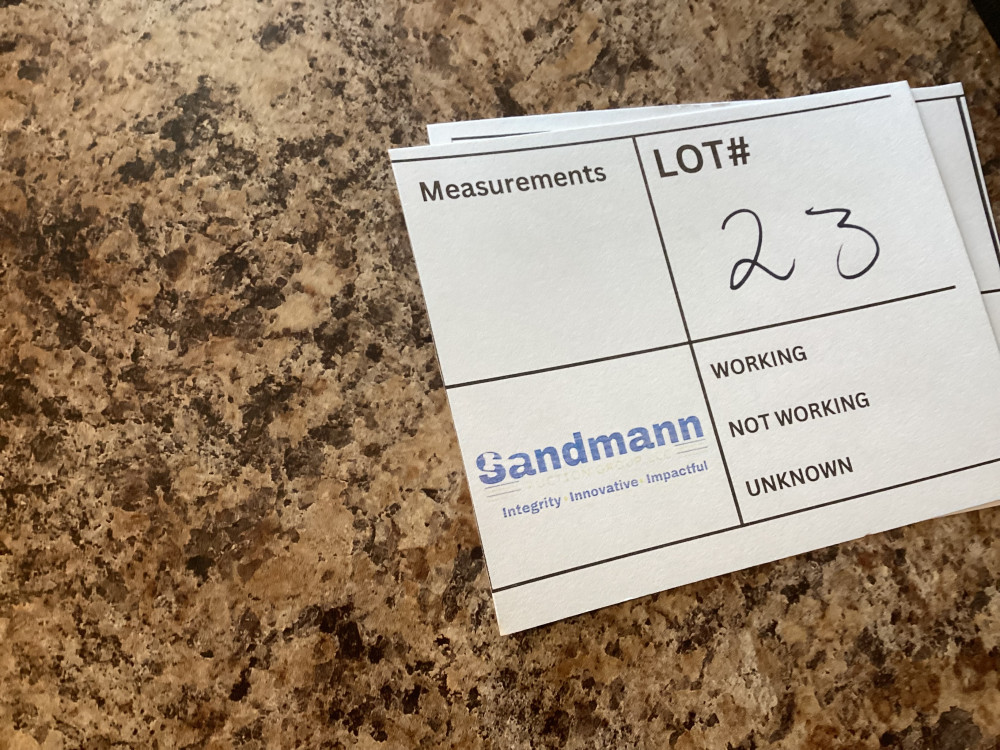 Measurements
LOT#
23
WORKING
NOT WORKING
UNKNOWN
Sandmann
Integrity Innovative Impactful